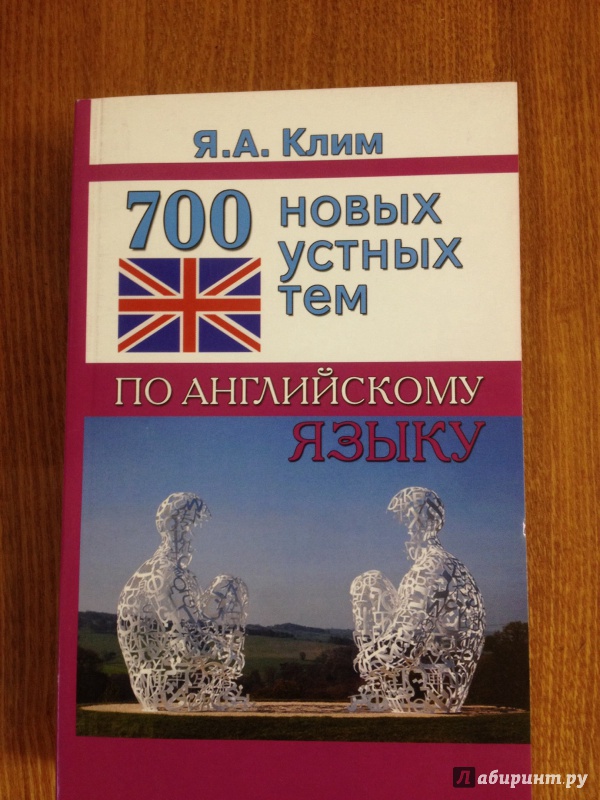 Я.А. Клим
700 новых
устных
тем
ПО АНГЛИЙСКОМУ
ЯЗЫКУ
Лабиринт.ру